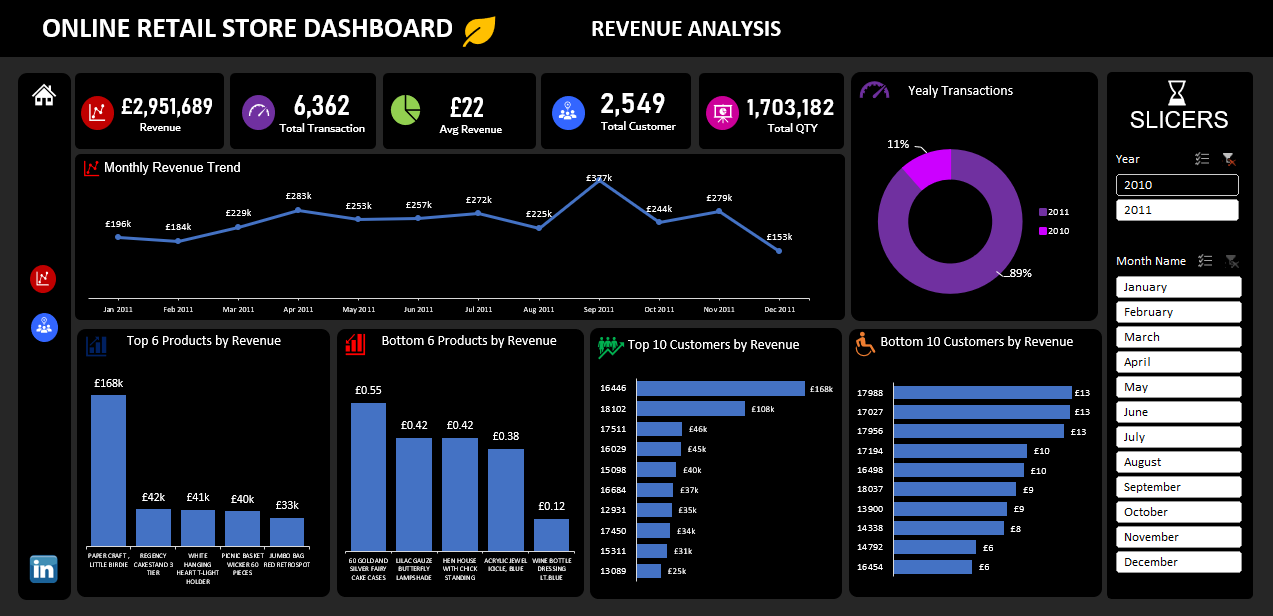 ONLINE RETAIL STORE DASHBOARD
REVENUE ANALYSIS
£2,951,689
Revenue
6,362
Total Transaction
£22
Avg Revenue
2,549
Total Customer
1,703,182
Total QTY
Monthly Revenue Trend
£196k
£184k
£229k
£283k
£253k
£257k
£272k
£225k
£377k
£244k
£279k
£153k
Jan 2011
Feb 2011
Mar 2011
Apr 2011
May 2011
Jun 2011
Jul 2011
Aug 2011
Sep 2011
Oct 2011
Nov 2011
Dec 2011
Yealy Transactions
11%
89%
2011
2010
SLICERS
Year
2010
2011
Month Name
January
February
March
April
May
June
July
August
September
October
November
December
Top 6 Products by Revenue
£168k
£42k
£41k
£40k
£33k
PAPER CRAFT ,
LITTLE BIRDIE
REGENCY
CAKESTAND 3
TIER
WHITE
HANGING
HEART T-LIGHT
HOLDER
PICNIC BASKET
WICKER 60
PIECES
JUMBO BAG
RED RETROSPOT
Bottom 6 Products by Revenue
£0.55
£0.42
£0.42
£0.38
£0.12
60 GOLD AND
SILVER FAIRY
CAKE CASES
LILAC GAUZE
BUTTERFLY
LAMPSHADE
HEN HOUSE
WITH CHICK
STANDING
ACRYLIC JEWEL
ICICLE, BLUE
WINE BOTTLE
DRESSING
LT.BLUE
Top 10 Customers by Revenue
16446 £168k
18102 £108k
17511 £46k
16029 £45k
15098 £40k
16684 £37k
12931 £35k
17450 £34k
15311 £31k
13089 £25k
Bottom 10 Customers by Revenue
17988 £13
17027 £13
17956 £13
17194 £10
16498 £10
18037 £9
13900 £9
14338 £8
14792 £6
16454 £6
in